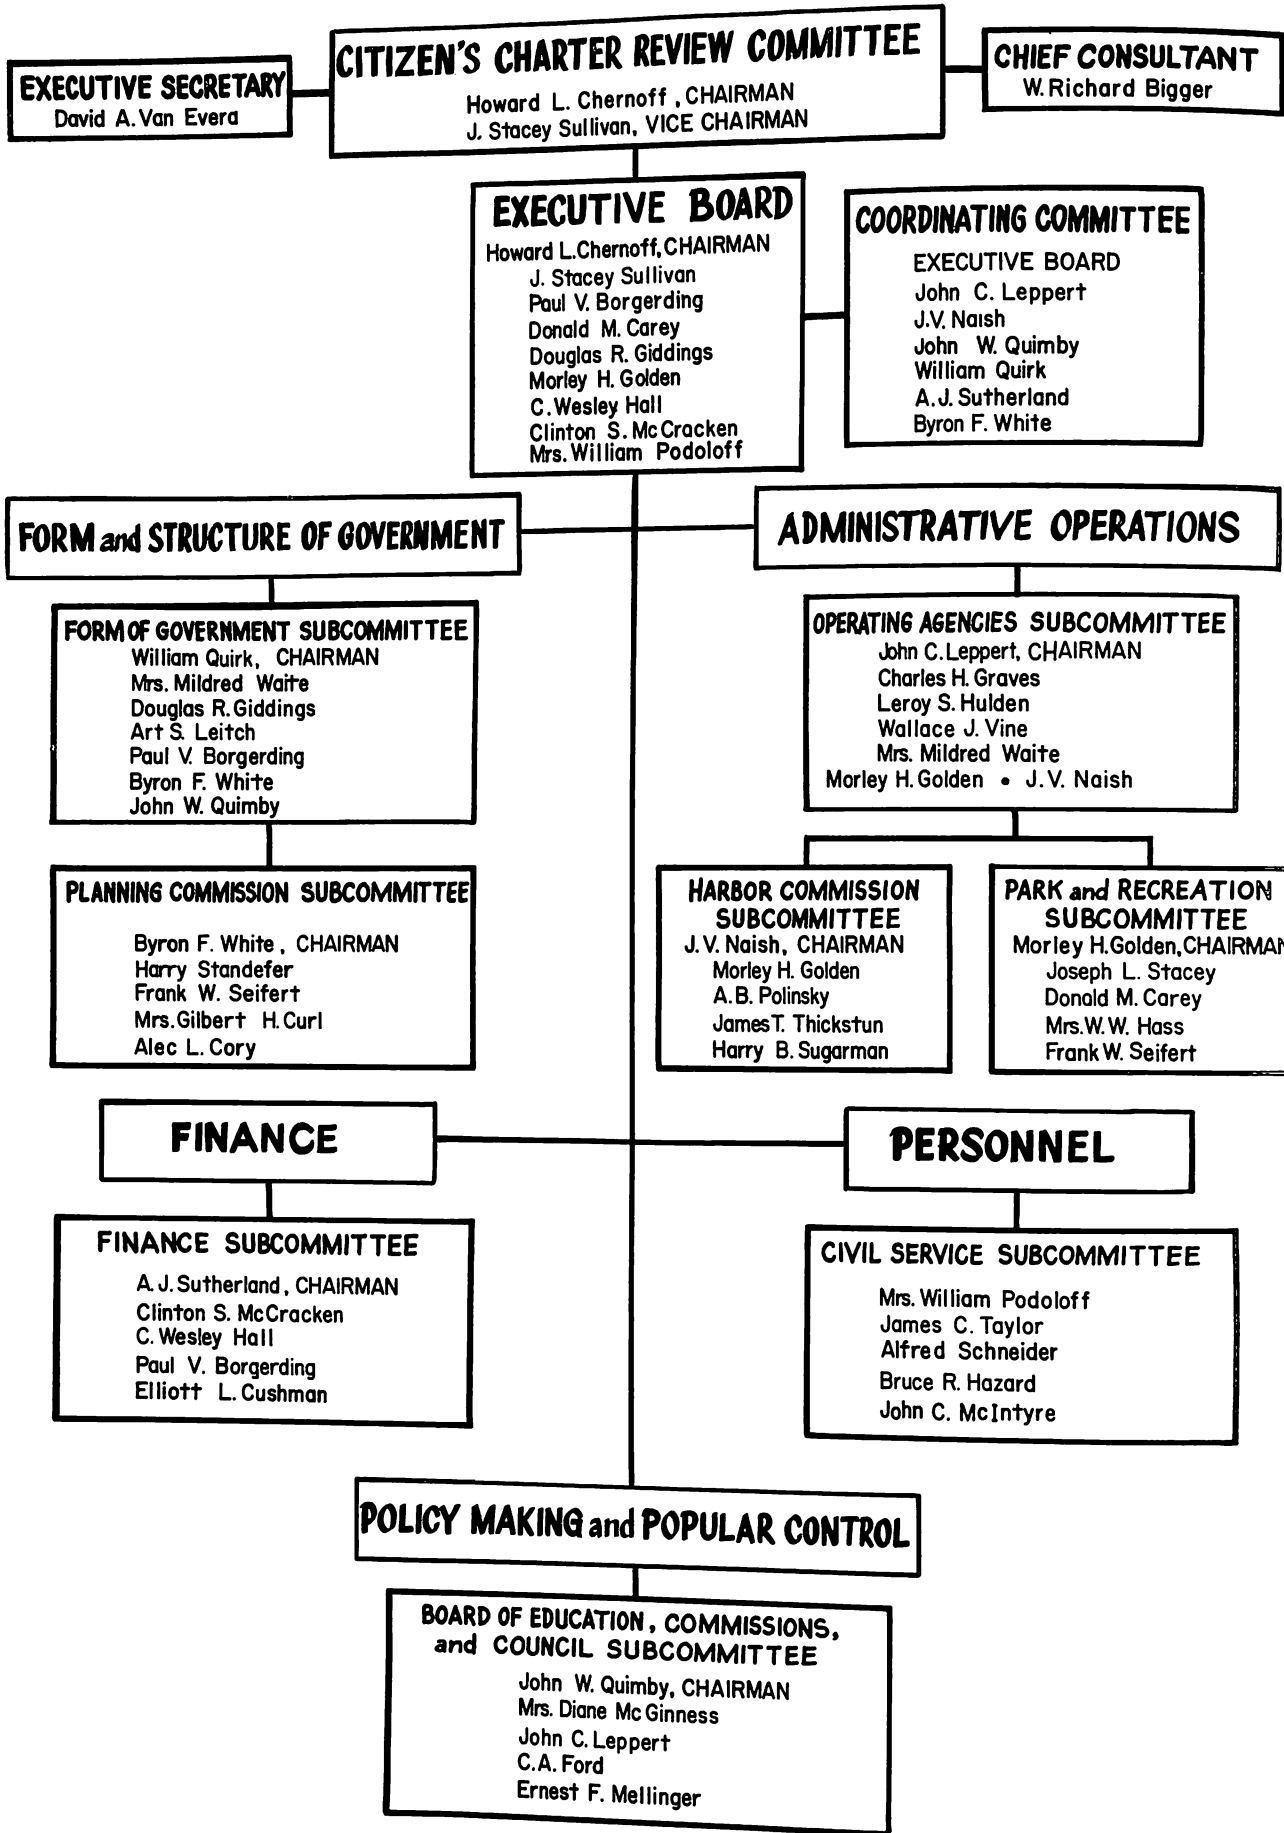 CITIZEN'S CHARTER REVIEW COMMITTEE
Howard L. Chernoff, CHAIRMAN
J. Stacey Sullivan, VICE CHAIRMAN
EXECUTIVE SECRETARY
David A. Van Evera
CHIEF CONSULTANT
W. Richard Bigger
EXECUTIVE BOARD
Howard L. Chernoff, CHAIRMAN
J. Stacey Sullivan
Paul V. Borgerding
Donald M. Carey
Douglas R. Giddings
Morley H. Golden
C. Wesley Hall
Clinton S. McCracken
Mrs. William Podoloff
COORDINATING COMMITTEE
EXECUTIVE BOARD
John C. Leppert
J.V. Naish
John W. Quimby
William Quirk
A.J. Sutherland
Byron F. White
FORM and STRUCTURE OF GOVERNMENT
FORM OF GOVERNMENT SUBCOMMITTEE
William Quirk, CHAIRMAN
Mrs. Mildred Waite
Douglas R. Giddings
Art S. Leitch
Paul V. Borgerding
Byron F. White
John W. Quimby
PLANNING COMMISSION SUBCOMMITTEE
Byron F. White, CHAIRMAN
Harry Standefer
Frank W. Seifert
Mrs. Gilbert H. Curl
Alec L. Cory
ADMINISTRATIVE OPERATIONS
OPERATING AGENCIES SUBCOMMITTEE
John C. Leppert, CHAIRMAN
Charles H. Graves
Leroy S. Hulden
Wallace J. Vine
Mrs. Mildred Waite
Morley H. Golden • J.V. Naish
HARBOR COMMISSION
SUBCOMMITTEE
J.V. Naish, CHAIRMAN
Morley H. Golden
A.B. Polinsky
James T. Thickstun
Harry B. Sugarman
PARK and RECREATION
SUBCOMMITTEE
Morley H. Golden, CHAIRMAN
Joseph L. Stacey
Donald M. Carey
Mrs. W.W. Hass
Frank W. Seifert
FINANCE
FINANCE SUBCOMMITTEE
A.J. Sutherland, CHAIRMAN
Clinton S. McCracken
C. Wesley Hall
Paul V. Borgerding
Elliott L. Cushman
PERSONNEL
CIVIL SERVICE SUBCOMMITTEE
Mrs. William Podoloff
James C. Taylor
Alfred Schneider
Bruce R. Hazard
John C. McIntyre
POLICY MAKING and POPULAR CONTROL
BOARD OF EDUCATION, COMMISSIONS,
and COUNCIL SUBCOMMITTEE
John W. Quimby, CHAIRMAN
Mrs. Diane McGinness
John C. Leppert
C.A. Ford
Ernest F. Mellinger